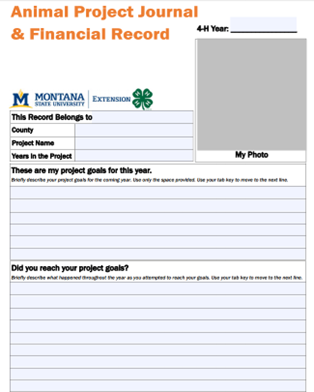 Animal Project Journal
& Financial Record
4-H Year:
M MONTANA
STATE UNIVERSITY
EXTENSION
H H H H
This Record Belongs to
County
Project Name
Years in the Project
My Photo
These are my project goals for this year.
Briefly describe your project goals for the coming year. Use only the space provided. Use your tab key to move to the next line.
Did you reach your project goals?
Briefly describe what happened throughout the year as you attempted to reach your goals. Use your tab key to move to the next line.